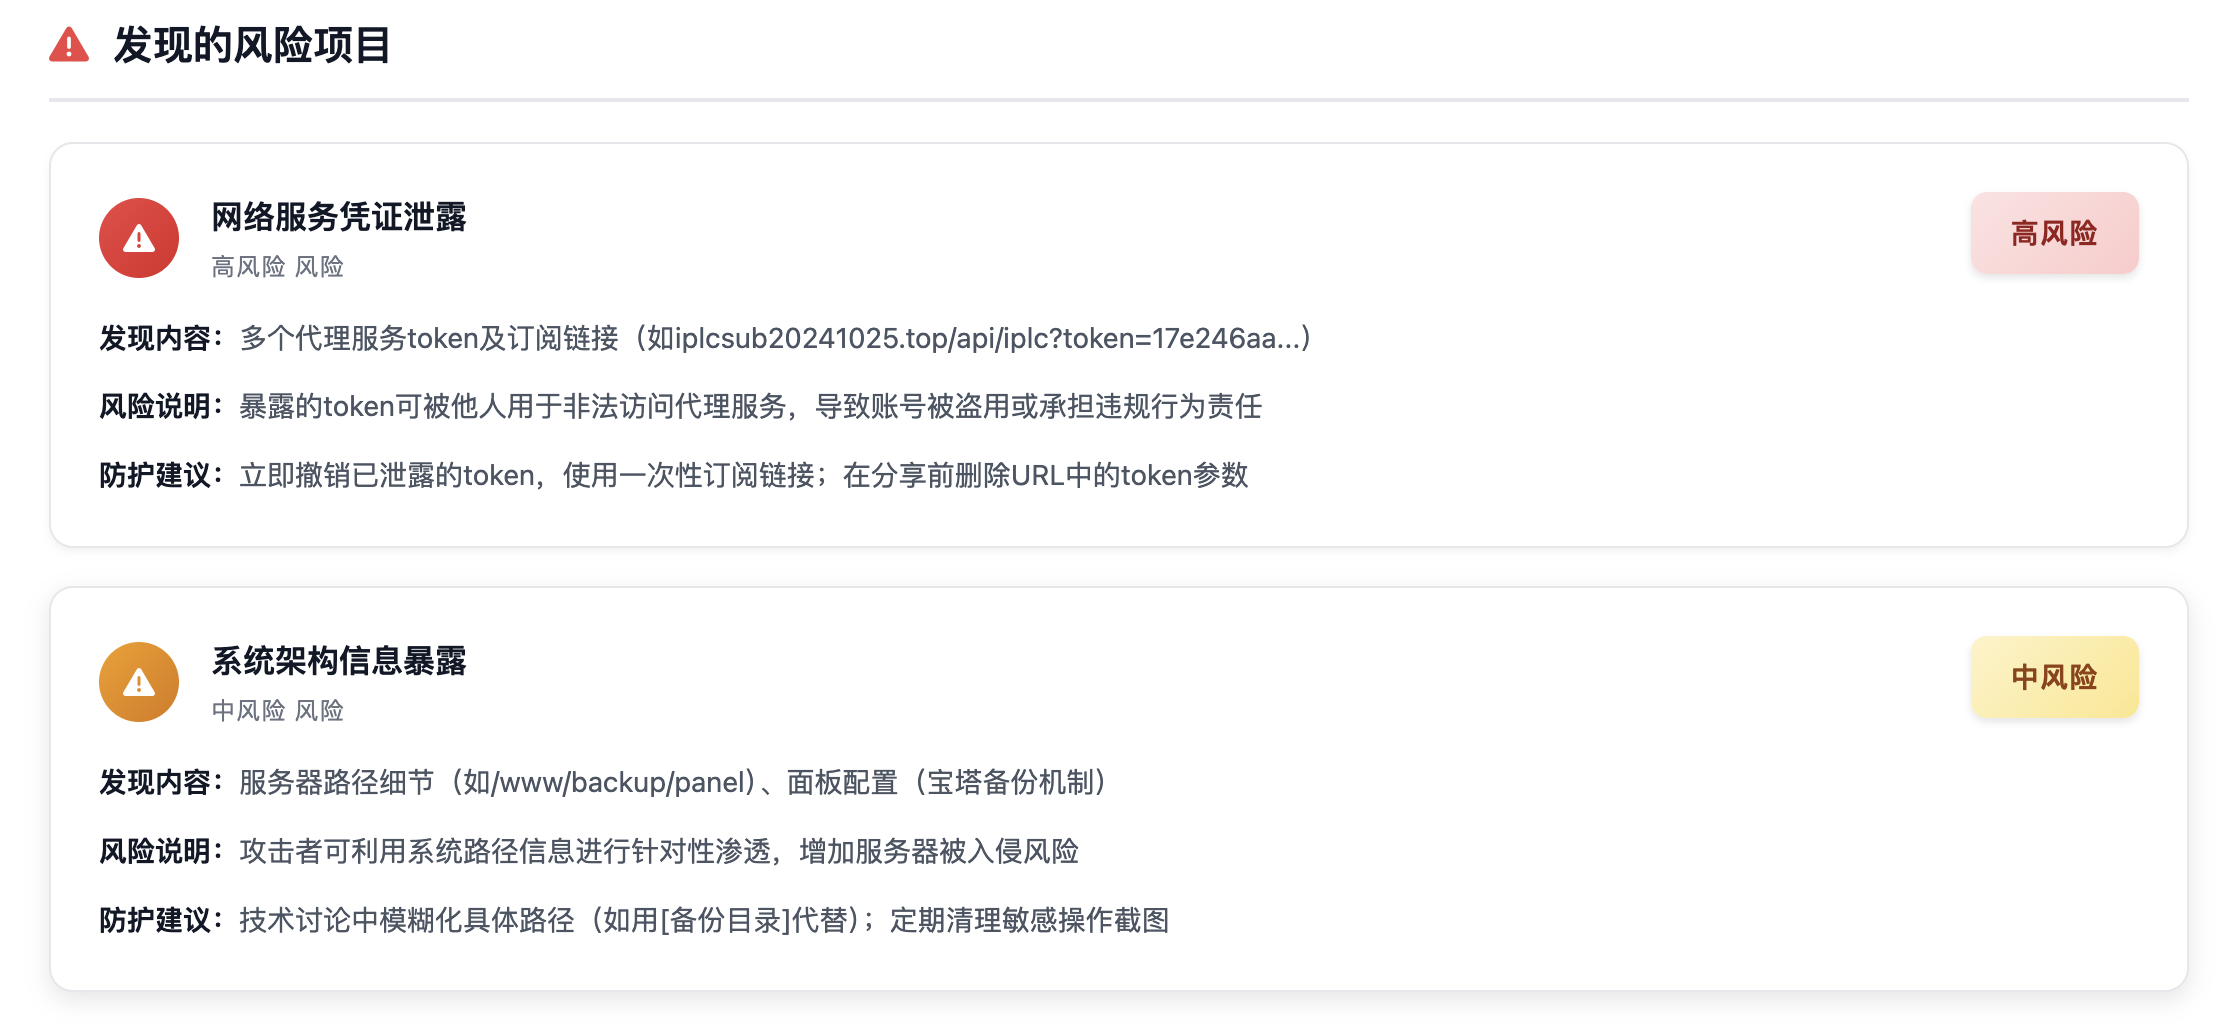 发现的风险项目
网络服务凭证泄露
高风险 风险
高风险
发现内容：多个代理服务token及订阅链接（如iplcsub20241025.top/api/iplc?token=17e246aa...）
风险说明：暴露的token可被他人用于非法访问代理服务，导致账号被盗用或承担违规行为责任
防护建议：立即撤销已泄露的token，使用一次性订阅链接；在分享前删除URL中的token参数
系统架构信息暴露
中风险 风险
中风险
发现内容：服务器路径细节（如/www/backup/panel）、面板配置（宝塔备份机制）
风险说明：攻击者可利用系统路径信息进行针对性渗透，增加服务器被入侵风险
防护建议：技术讨论中模糊化具体路径（如用[备份目录]代替）；定期清理敏感操作截图